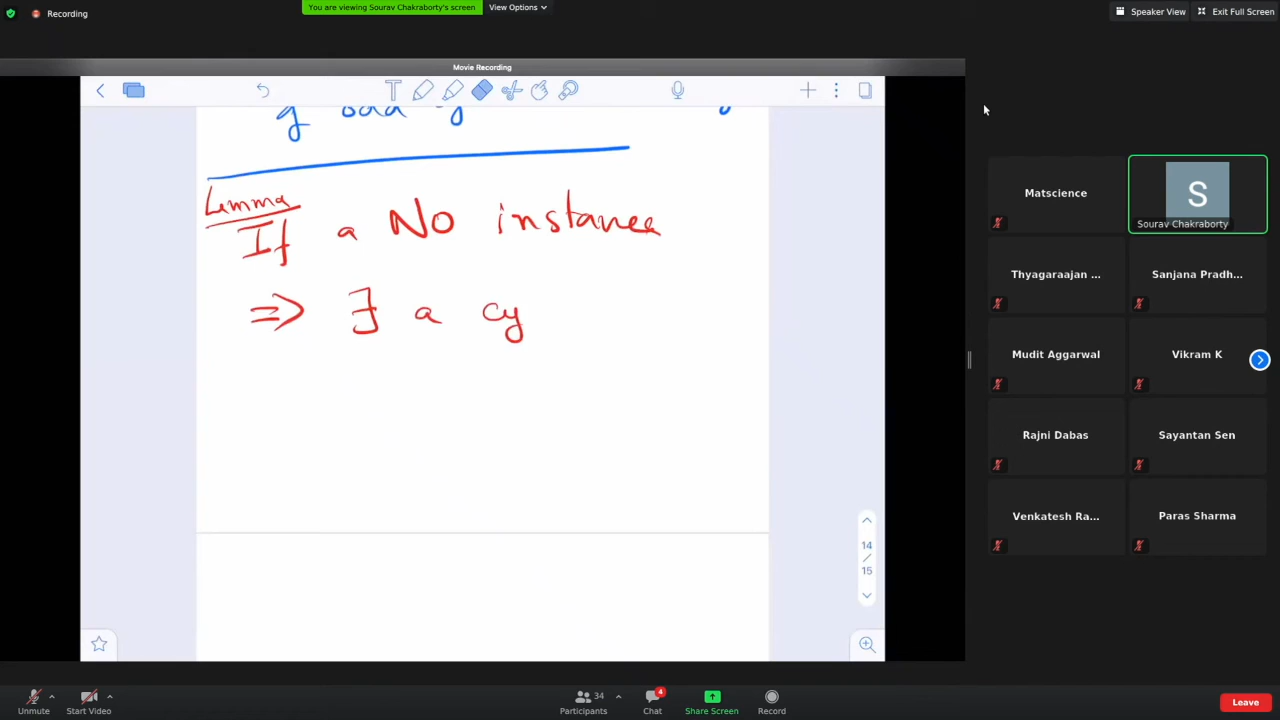 Recording
You are viewing Sourav Chakraborty's screen
View Options
Speaker View
Exit Full Screen
Movie Recording
T
of odd
Lemma
If a No instance
⇒ ∃ a cy
14
/
15
Matscience
S
Sourav Chakraborty
Thyagaraajan ...
Sanjana Pradh...
Mudit Aggarwal
Vikram K
Rajni Dabas
Sayantan Sen
Venkatesh Ra...
Paras Sharma
Unmute
Start Video
34
Participants
4
Chat
Share Screen
Record
Leave